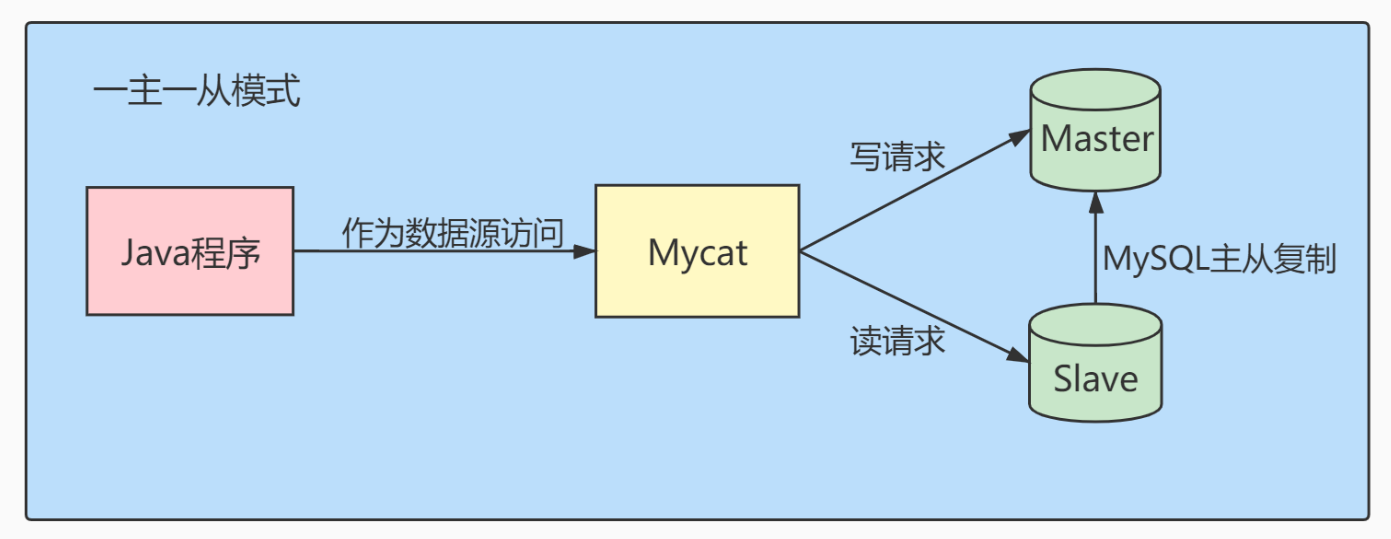 一主一从模式
Java程序
作为数据源访问
Mycat
写请求
读请求
Master
MySQL主从复制
Slave